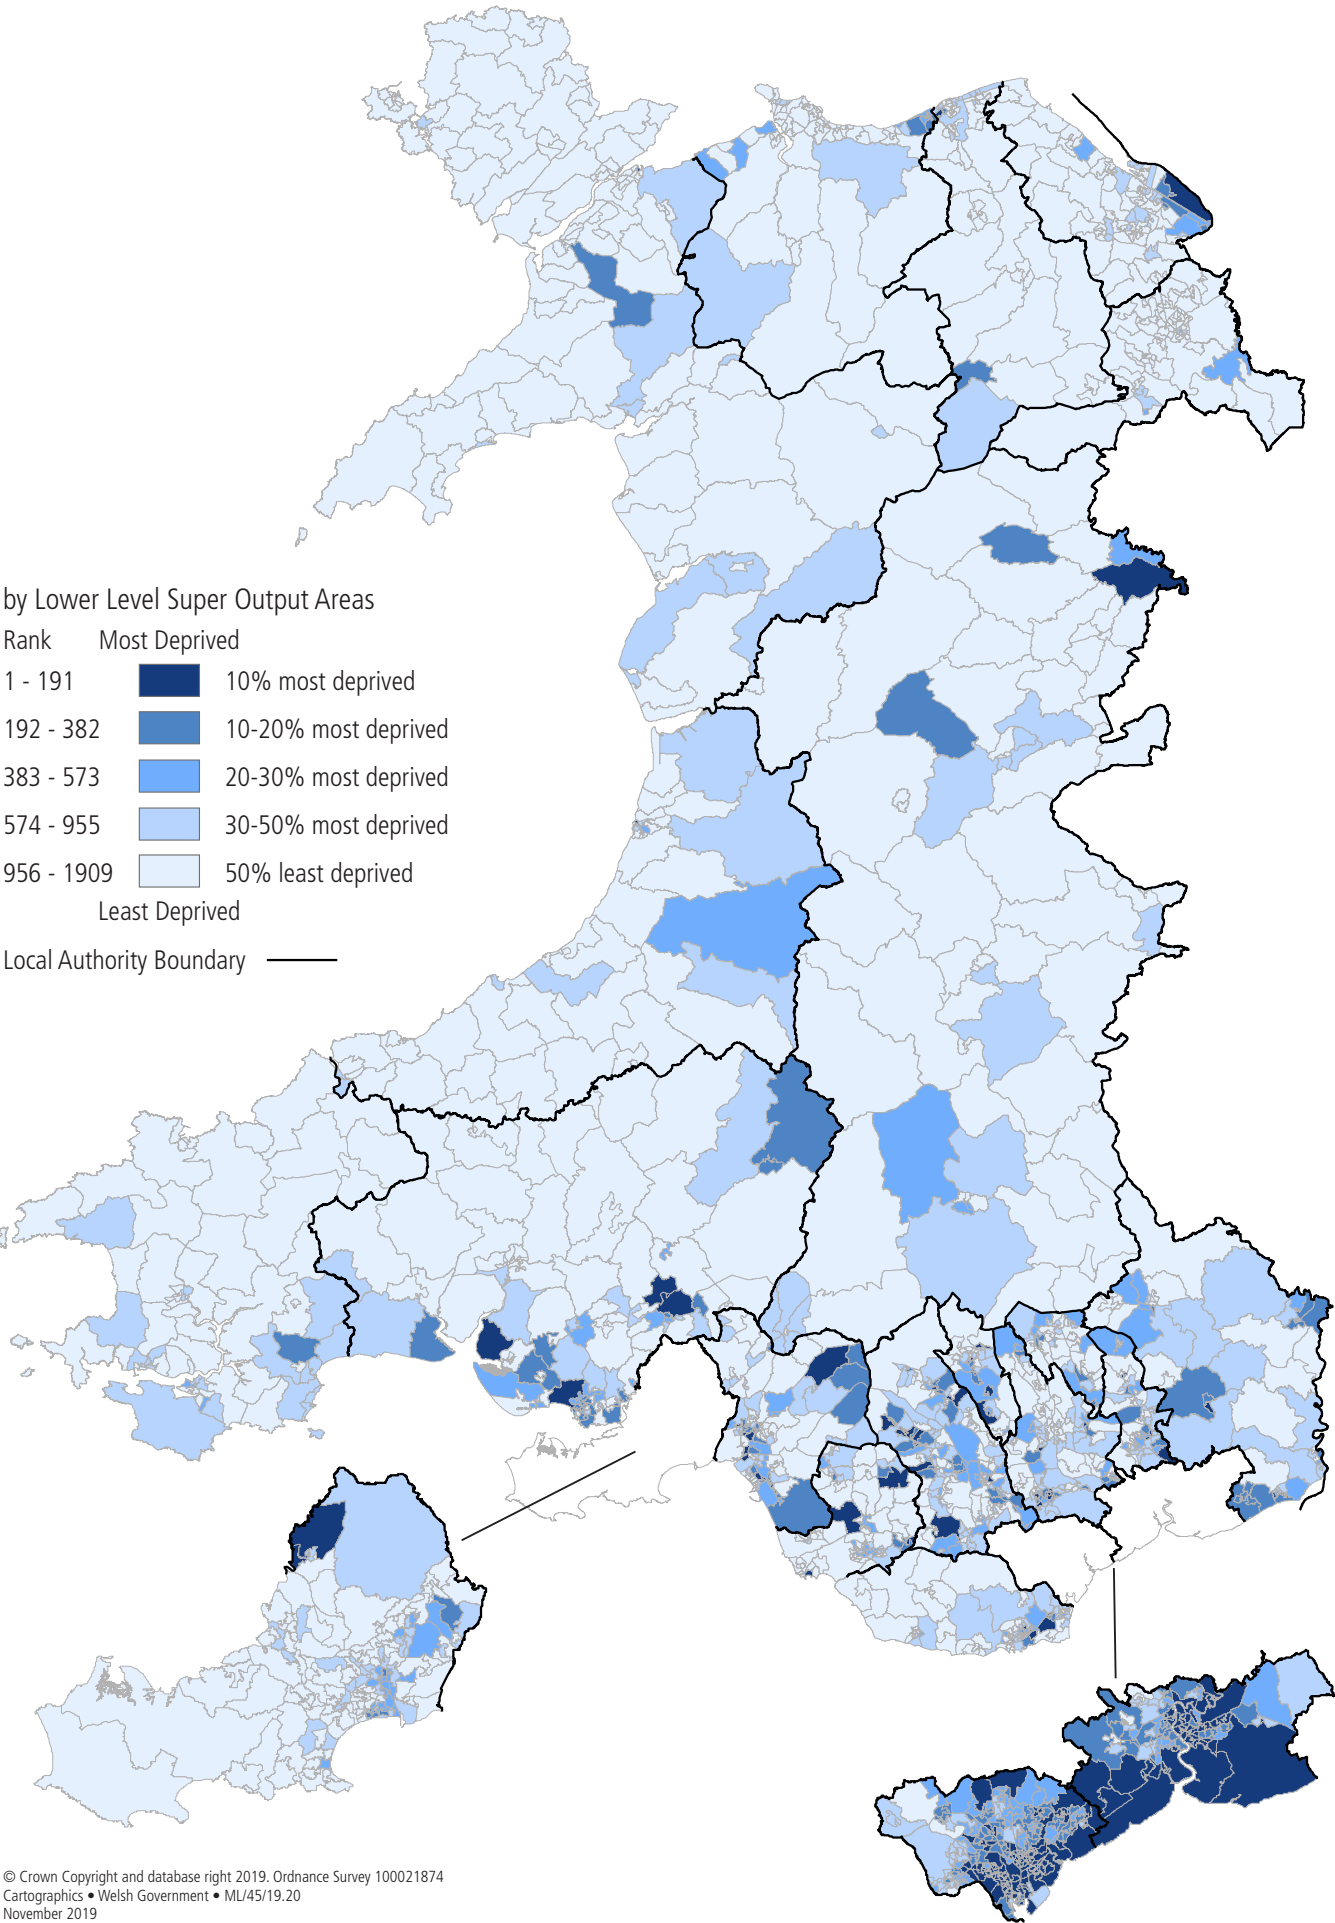 by Lower Level Super Output Areas
Rank Most Deprived
1 - 191 10% most deprived
192 - 382 10-20% most deprived
383 - 573 20-30% most deprived
574 - 955 30-50% most deprived
956 - 1909 50% least deprived
Least Deprived
Local Authority Boundary
© Crown Copyright and database right 2019. Ordnance Survey 100021874
Cartographics • Welsh Government • ML/45/19.20
November 2019